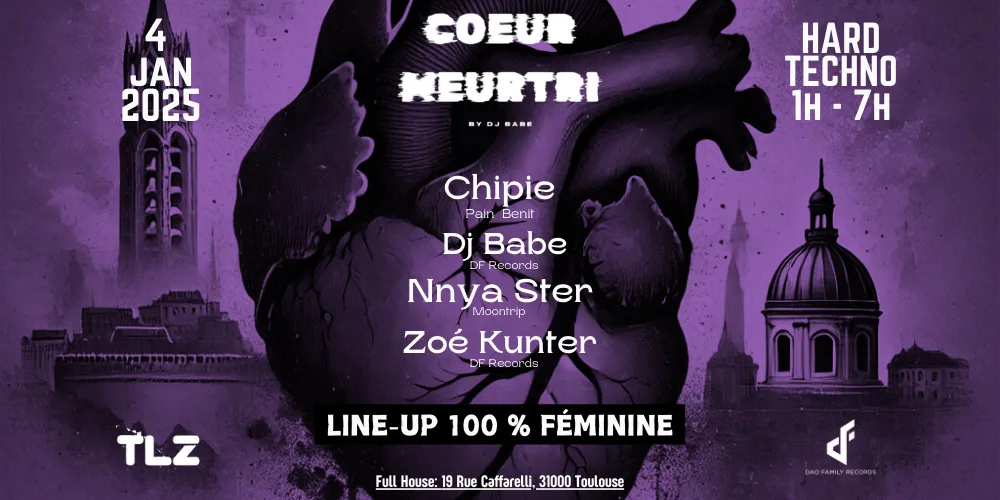 4
JAN
2025
COEUR
MEURTRI
BY DJ BABE
HARD
TECHNO
1H - 7H
Chipie
Pain Benit
Dj Babe
DF Records
Nnya Ster
Moontrip
Zoé Kunter
DF Records
LINE-UP 100 % FÉMININE
TLZ
DAO FAMILY RECORDS
Full House: 19 Rue Caffarelli, 31000 Toulouse